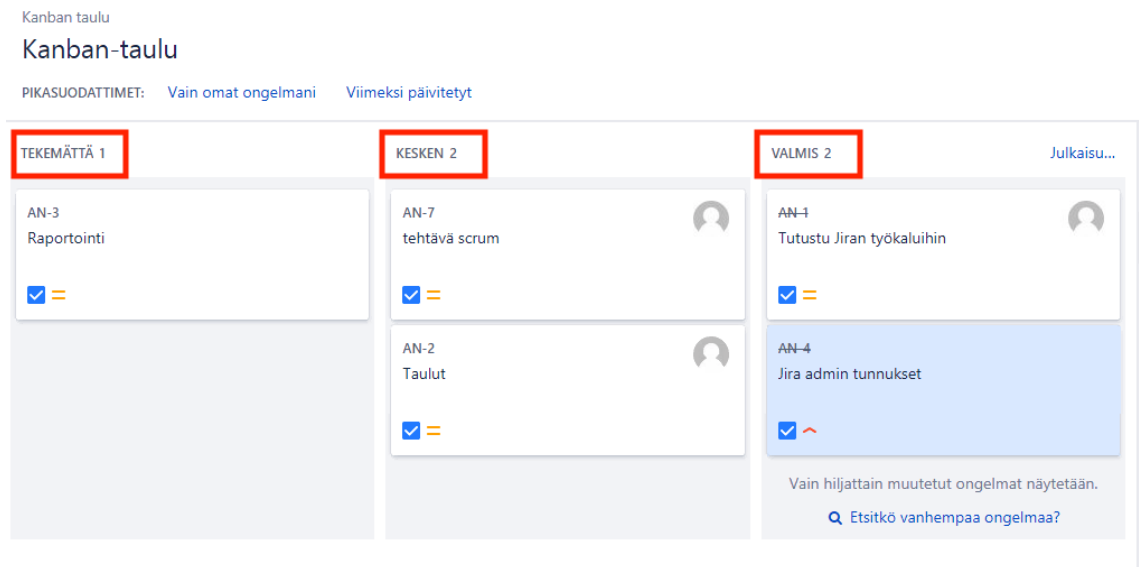 Kanban taulu
Kanban-taulu
PIKASUODATTIMET: Vain omat ongelmani Viimeksi päivitetyt
TEKEMÄTTÄ 1
AN-3
Raportointi
KESKEN 2
AN-7
tehtävä scrum
AN-2
Taulut
VALMIS 2 Julkaisu...
AN-1
Tutustu Jiran työkaluihin
AN-4
Jira admin tunnukset
Vain hiljattain muutetut ongelmat näytetään.
Etsitkö vanhempaa ongelmaa?